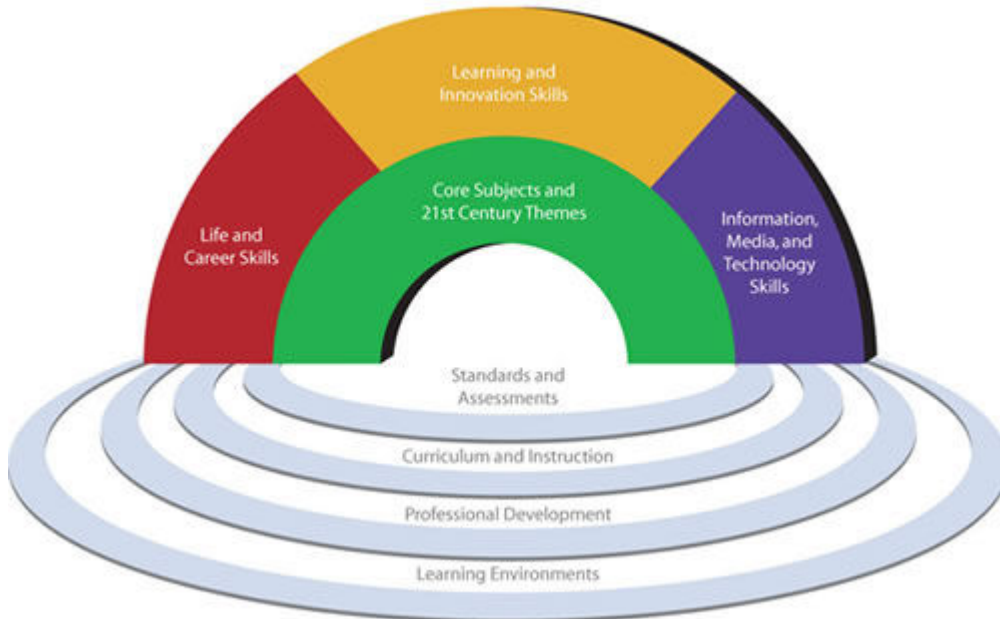 Learning and
Innovation Skills
Core Subjects and
21st Century Themes
Life and
Career Skills
Information,
Media, and
Technology
Skills
Standards and
Assessments
Curriculum and Instruction
Professional Development
Learning Environments